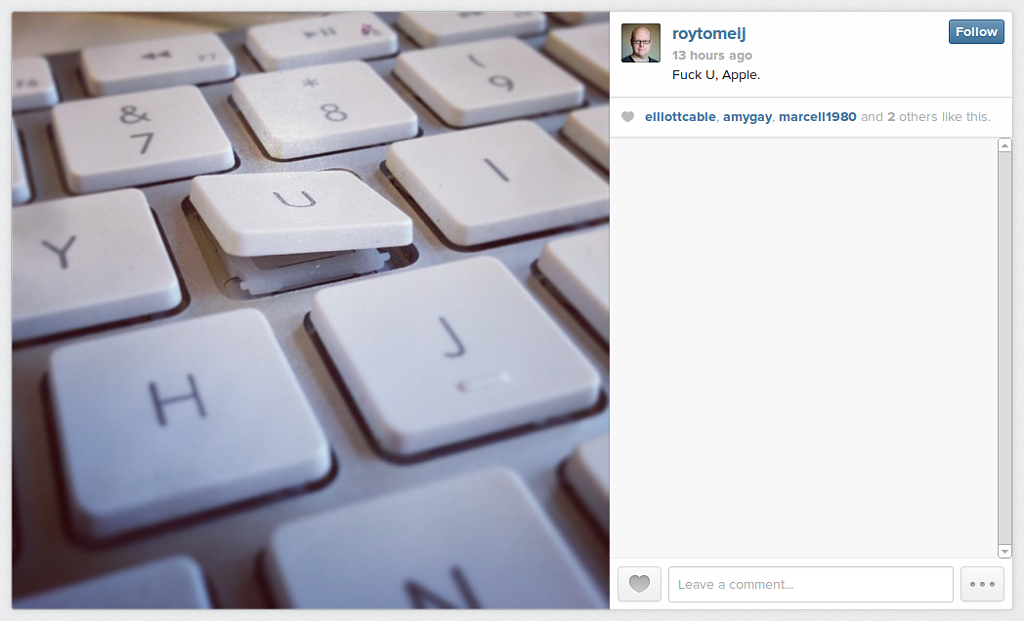 F7
&
7
*
8
(
9
Y
U
I
H
J
N
roytomeij
Follow
13 hours ago
Fuck U, Apple.
elliottcable, amygay, marcell1980 and 2 others like this.
Leave a comment...